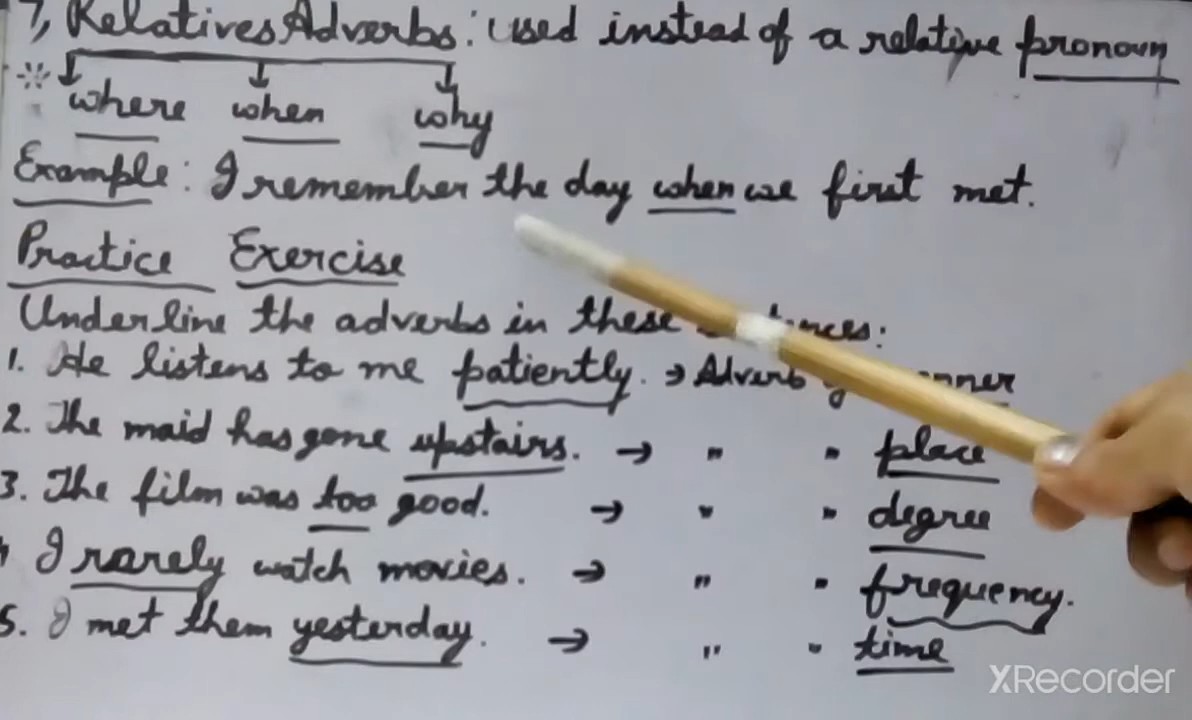 7, Relatives Adverbs: Used instead of a relative pronoun
where when why
Example: I remember the day when we first met.
Practice Exercise
Underline the adverbs in these
1. He listens to me patiently. → Adverb
2. The maid has gone upstairs. → " " place
3. The film was too good. → " " degree
I rarely watch movies. → " " frequency.
5. I met them yesterday. → " " time
XRecorder